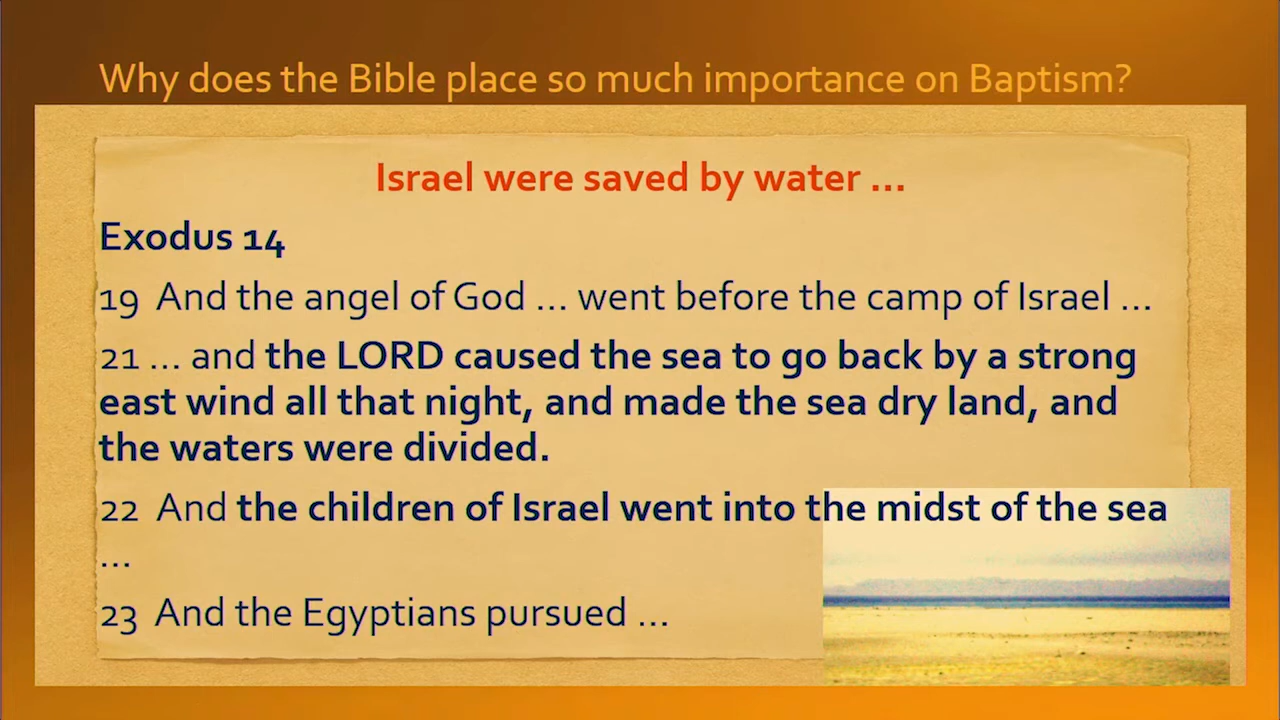 Why does the Bible place so much importance on Baptism?
Israel were saved by water ...
Exodus 14
19 And the angel of God ... went before the camp of Israel ...
21 ... and the LORD caused the sea to go back by a strong
east wind all that night, and made the sea dry land, and
the waters were divided.
22 And the children of Israel went into the midst of the sea
...
23 And the Egyptians pursued ...